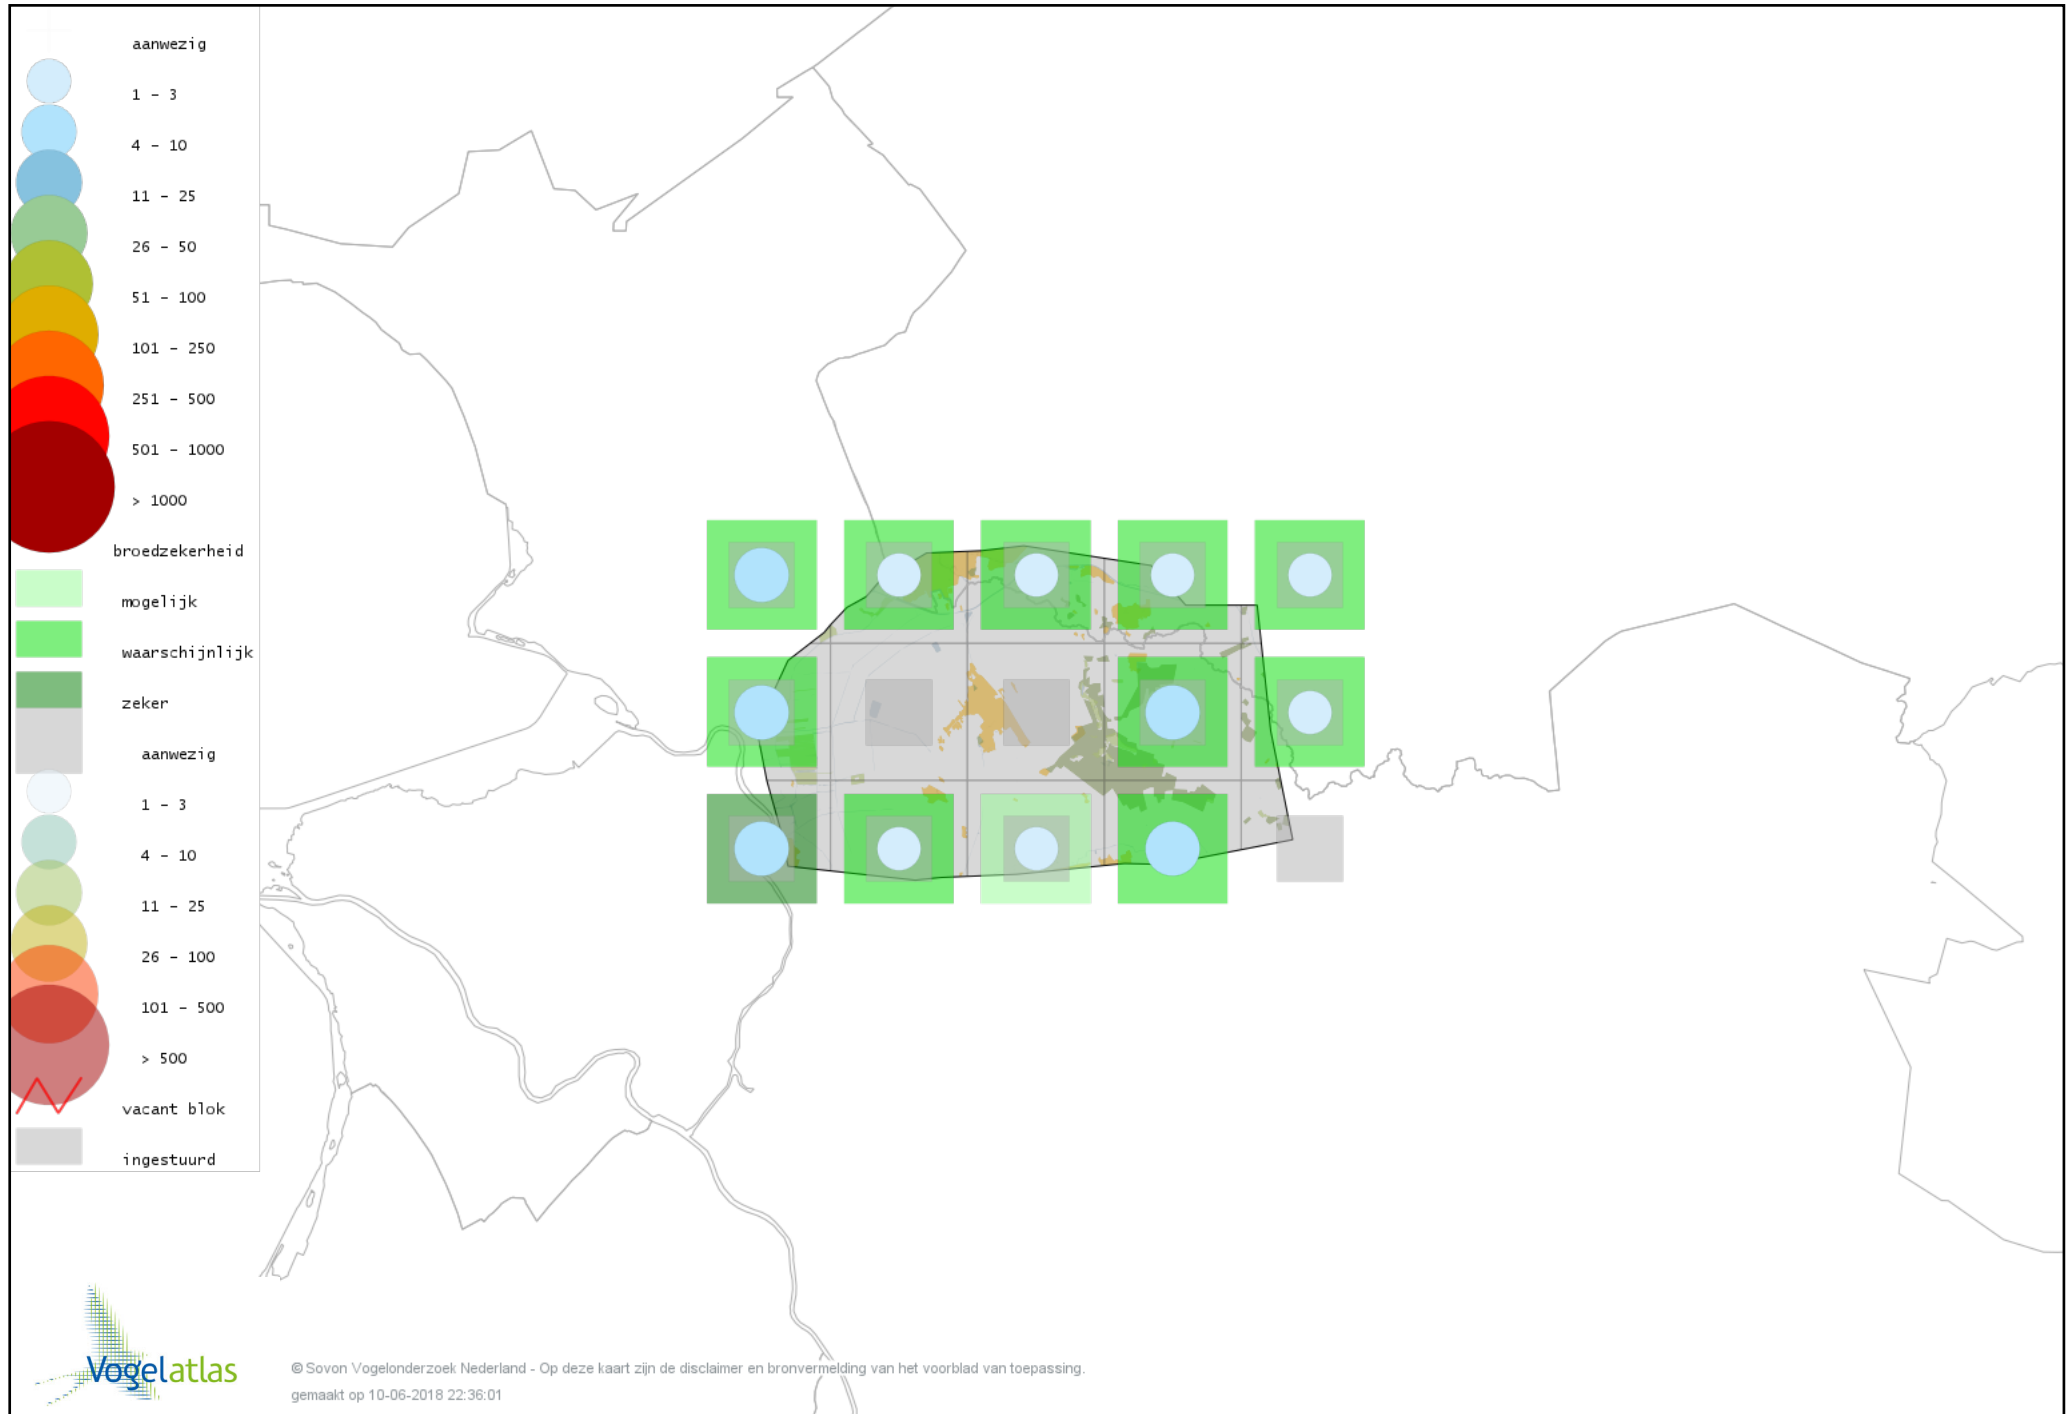 aanwezig
1 - 3
4 - 10
11 - 25
26 - 50
51 - 100
101 - 250
251 - 500
501 - 1000
> 1000
broedzekerheid
mogelijk
waarschijnlijk
zeker
aanwezig
1 - 3
4 - 10
11 - 25
26 - 100
101 - 500
> 500
vacant blok
ingestuurd
Vogelatlas
© Sovon Vogelonderzoek Nederland - Op deze kaart zijn de disclaimer en bronvermelding van het voorblad van toepassing.
gemaakt op 10-06-2018 22:36:01